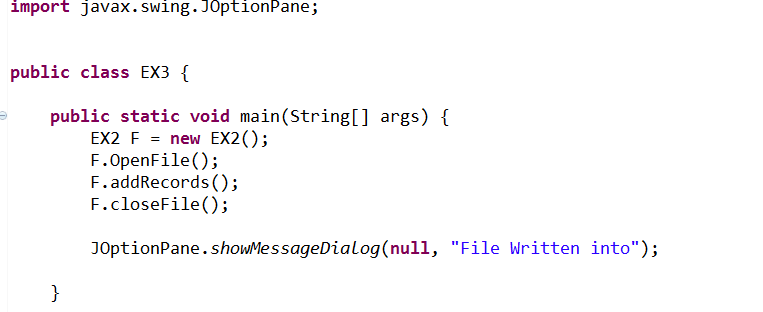 import javax.swing.JOptionPane;
public class EX3 {
public static void main(String[] args) {
EX2 F = new EX2();
F.OpenFile();
F.addRecords();
F.closeFile();
JOptionPane.showMessageDialog(null, "File Written into");
}